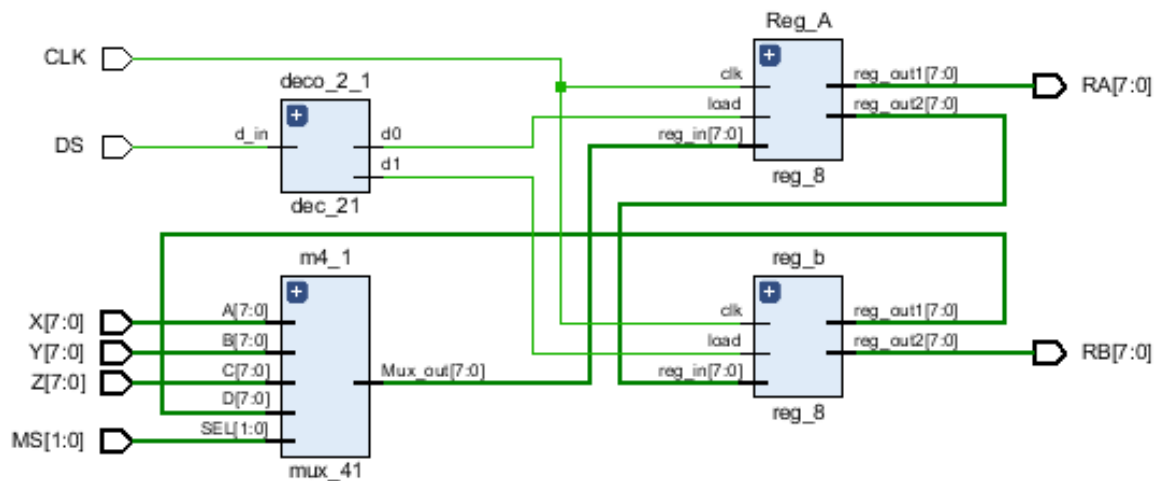 CLK
DS
X[7:0]
Y[7:0]
Z[7:0]
MS[1:0]
deco_2_1
d_in
d0
d1
dec_21
m4_1
A[7:0]
B[7:0]
C[7:0]
D[7:0]
SEL[1:0]
Mux_out[7:0]
mux_41
Reg_A
clk
load
reg_in[7:0]
reg_out1[7:0]
reg_out2[7:0]
reg_8
reg_b
clk
load
reg_in[7:0]
reg_out1[7:0]
reg_out2[7:0]
reg_8
RA[7:0]
RB[7:0]